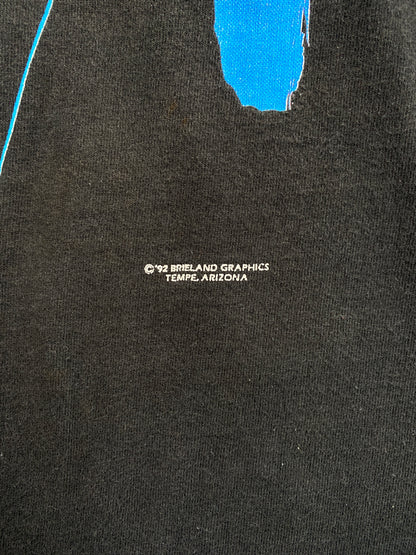 ©'92 BRIELAND GRAPHICS
TEMPE, ARIZONA